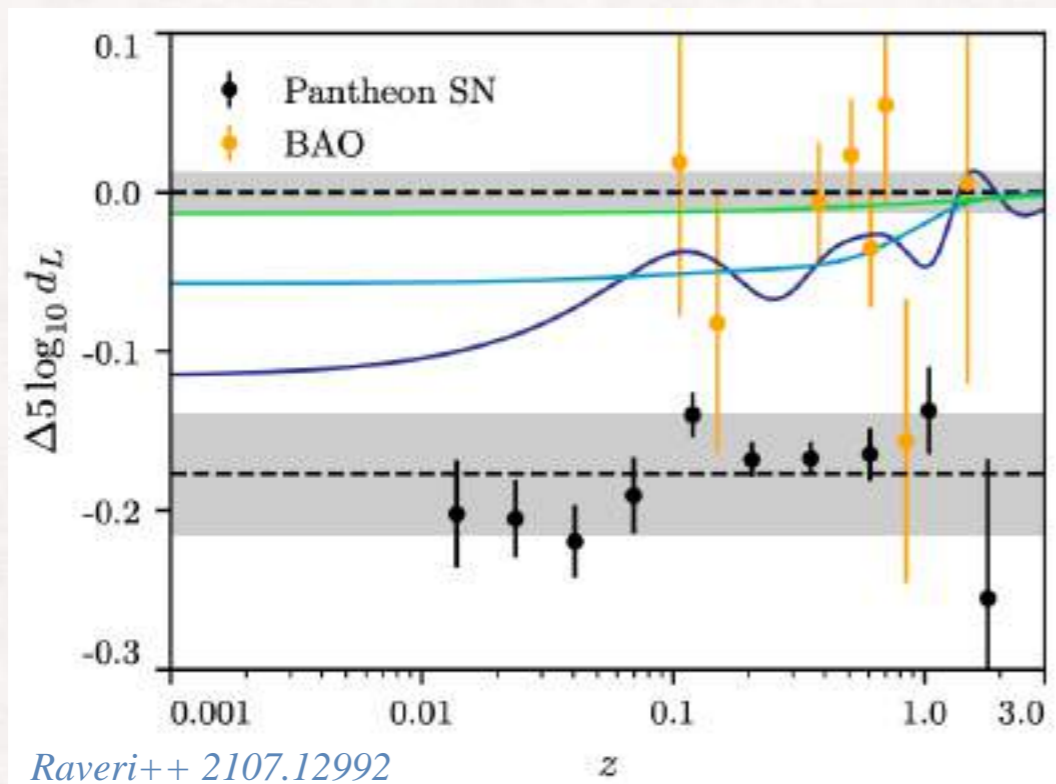 0.1
0.0
-0.1
-0.2
-0.3
Δ5 log₁₀ d_L
Pantheon SN
BAO
0.001 0.01 0.1 1.0 3.0
z
Raveri++ 2107.12992